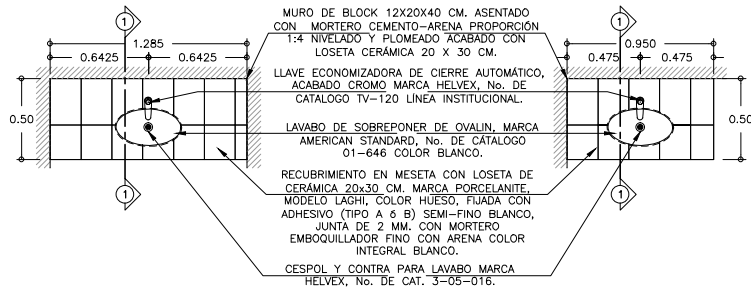 1
1
MURO DE BLOCK 12X20X40 CM. ASENTADO
CON MORTERO CEMENTO-ARENA PROPORCIÓN
1:4 NIVELADO Y PLOMEADO ACABADO CON
LOSETA CERÁMICA 20 X 30 CM.
1.285
0.6425
0.6425
0.950
0.475
0.475
LLAVE ECONOMIZADORA DE CIERRE AUTOMÁTICO,
ACABADO CROMO MARCA HELVEX, No. DE
CATALOGO TV-120 LÍNEA INSTITUCIONAL.
0.50
0.50
LAVABO DE SOBREPONER DE OVALIN, MARCA
AMERICAN STANDARD, No. DE CÁTALOGO
01-646 COLOR BLANCO.
RECUBRIMIENTO EN MESETA CON LOSETA DE
CERÁMICA 20x30 CM. MARCA PORCELANITE,
MODELO LAGHI, COLOR HUESO, FIJADA CON
ADHESIVO (TIPO A ó B) SEMI-FINO BLANCO,
JUNTA DE 2 MM. CON MORTERO
EMBOQUILLADOR FINO CON ARENA COLOR
INTEGRAL BLANCO.
1
1
CESPOL Y CONTRA PARA LAVABO MARCA
HELVEX, No. DE CAT. 3-05-016.